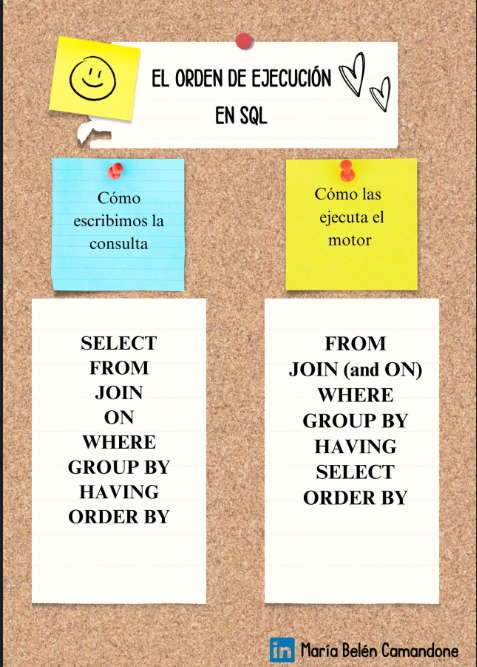 EL ORDEN DE EJECUCIÓN
EN SQL
Cómo
escribimos la
consulta
Cómo las
ejecuta el
motor
SELECT
FROM
JOIN
ON
WHERE
GROUP BY
HAVING
ORDER BY
FROM
JOIN (and ON)
WHERE
GROUP BY
HAVING
SELECT
ORDER BY
in María Belén Camandone